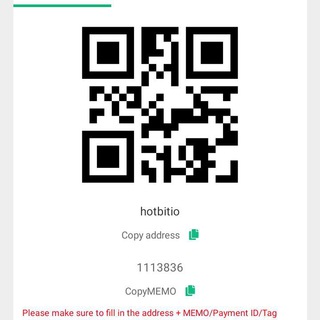 hotbitio
Copy address
1113836
CopyMEMO
Please make sure to fill in the address + MEMO/Payment ID/Tag